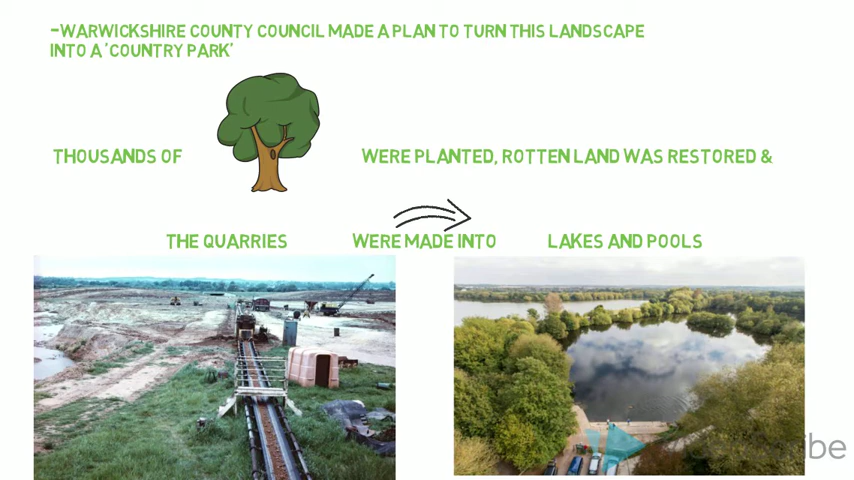 -WARWICKSHIRE COUNTY COUNCIL MADE A PLAN TO TURN THIS LANDSCAPE
INTO A 'COUNTRY PARK'
THOUSANDS OF WERE PLANTED, ROTTEN LAND WAS RESTORED &
THE QUARRIES WERE MADE INTO LAKES AND POOLS